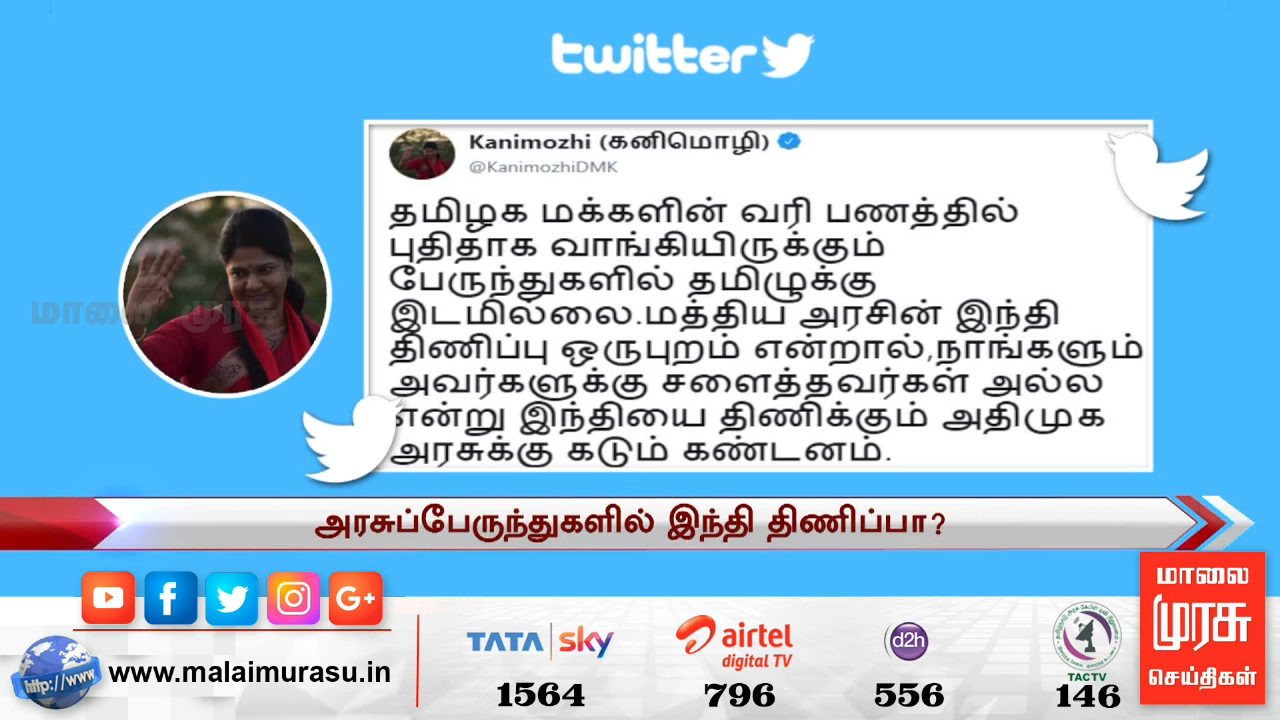 twitter
Kanimozhi (கனிமொழி)
@KanimozhiDMK
தமிழக மக்களின் வரி பணத்தில்
புதிதாக வாங்கியிருக்கும்
பேருந்துகளில் தமிழுக்கு
இடமில்லை.மத்திய அரசின் இந்தி
திணிப்பு ஒருபுறம் என்றால்,நாங்களும்
அவர்களுக்கு சளைத்தவர்கள் அல்ல
என்று இந்தியை திணிக்கும் அதிமுக
அரசுக்கு கடும் கண்டனம்.
மாலை முரசு
அரசுப்பேருந்துகளில் இந்தி திணிப்பா?
மாலை
முரசு
செய்திகள்
G+
http://www
www.malaimurasu.in
TATA sky
1564
airtel
digital TV
796
d2h
556
TACTV
146